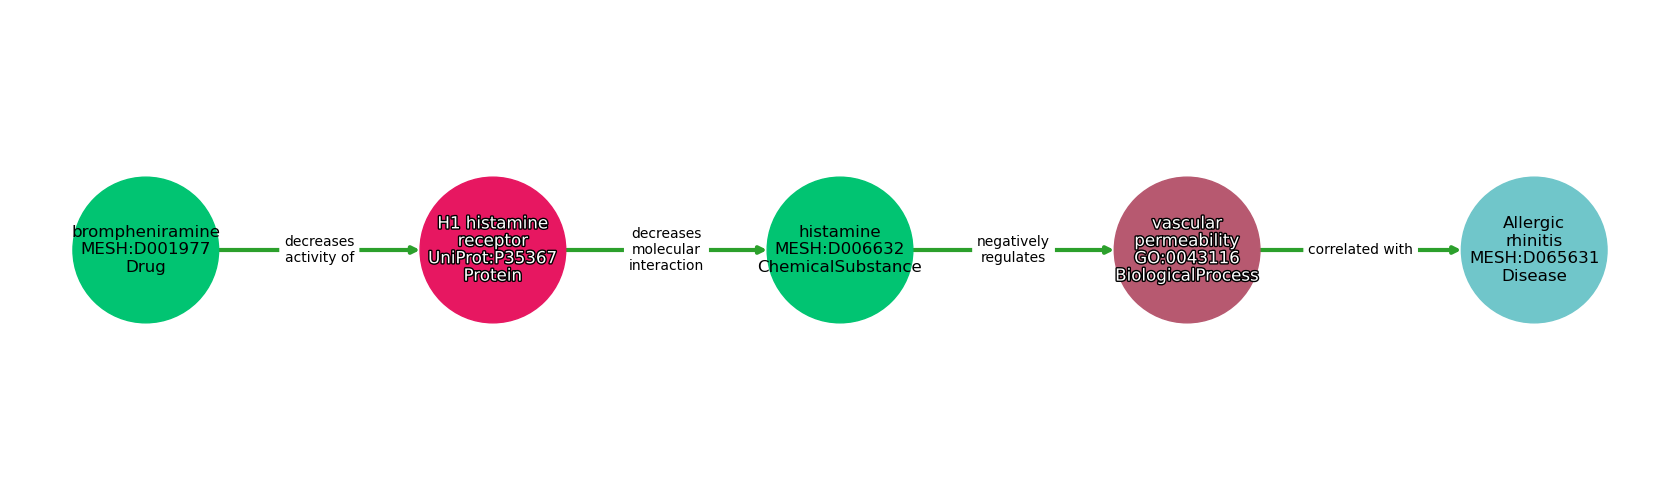 brompheniramine
MESH:D001977
Drug
decreases
activity of
H1 histamine
receptor
UniProt:P35367
Protein
decreases
molecular
interaction
histamine
MESH:D006632
ChemicalSubstance
negatively
regulates
vascular
permeability
GO:0043116
BiologicalProcess
correlated with
Allergic
rhinitis
MESH:D065631
Disease